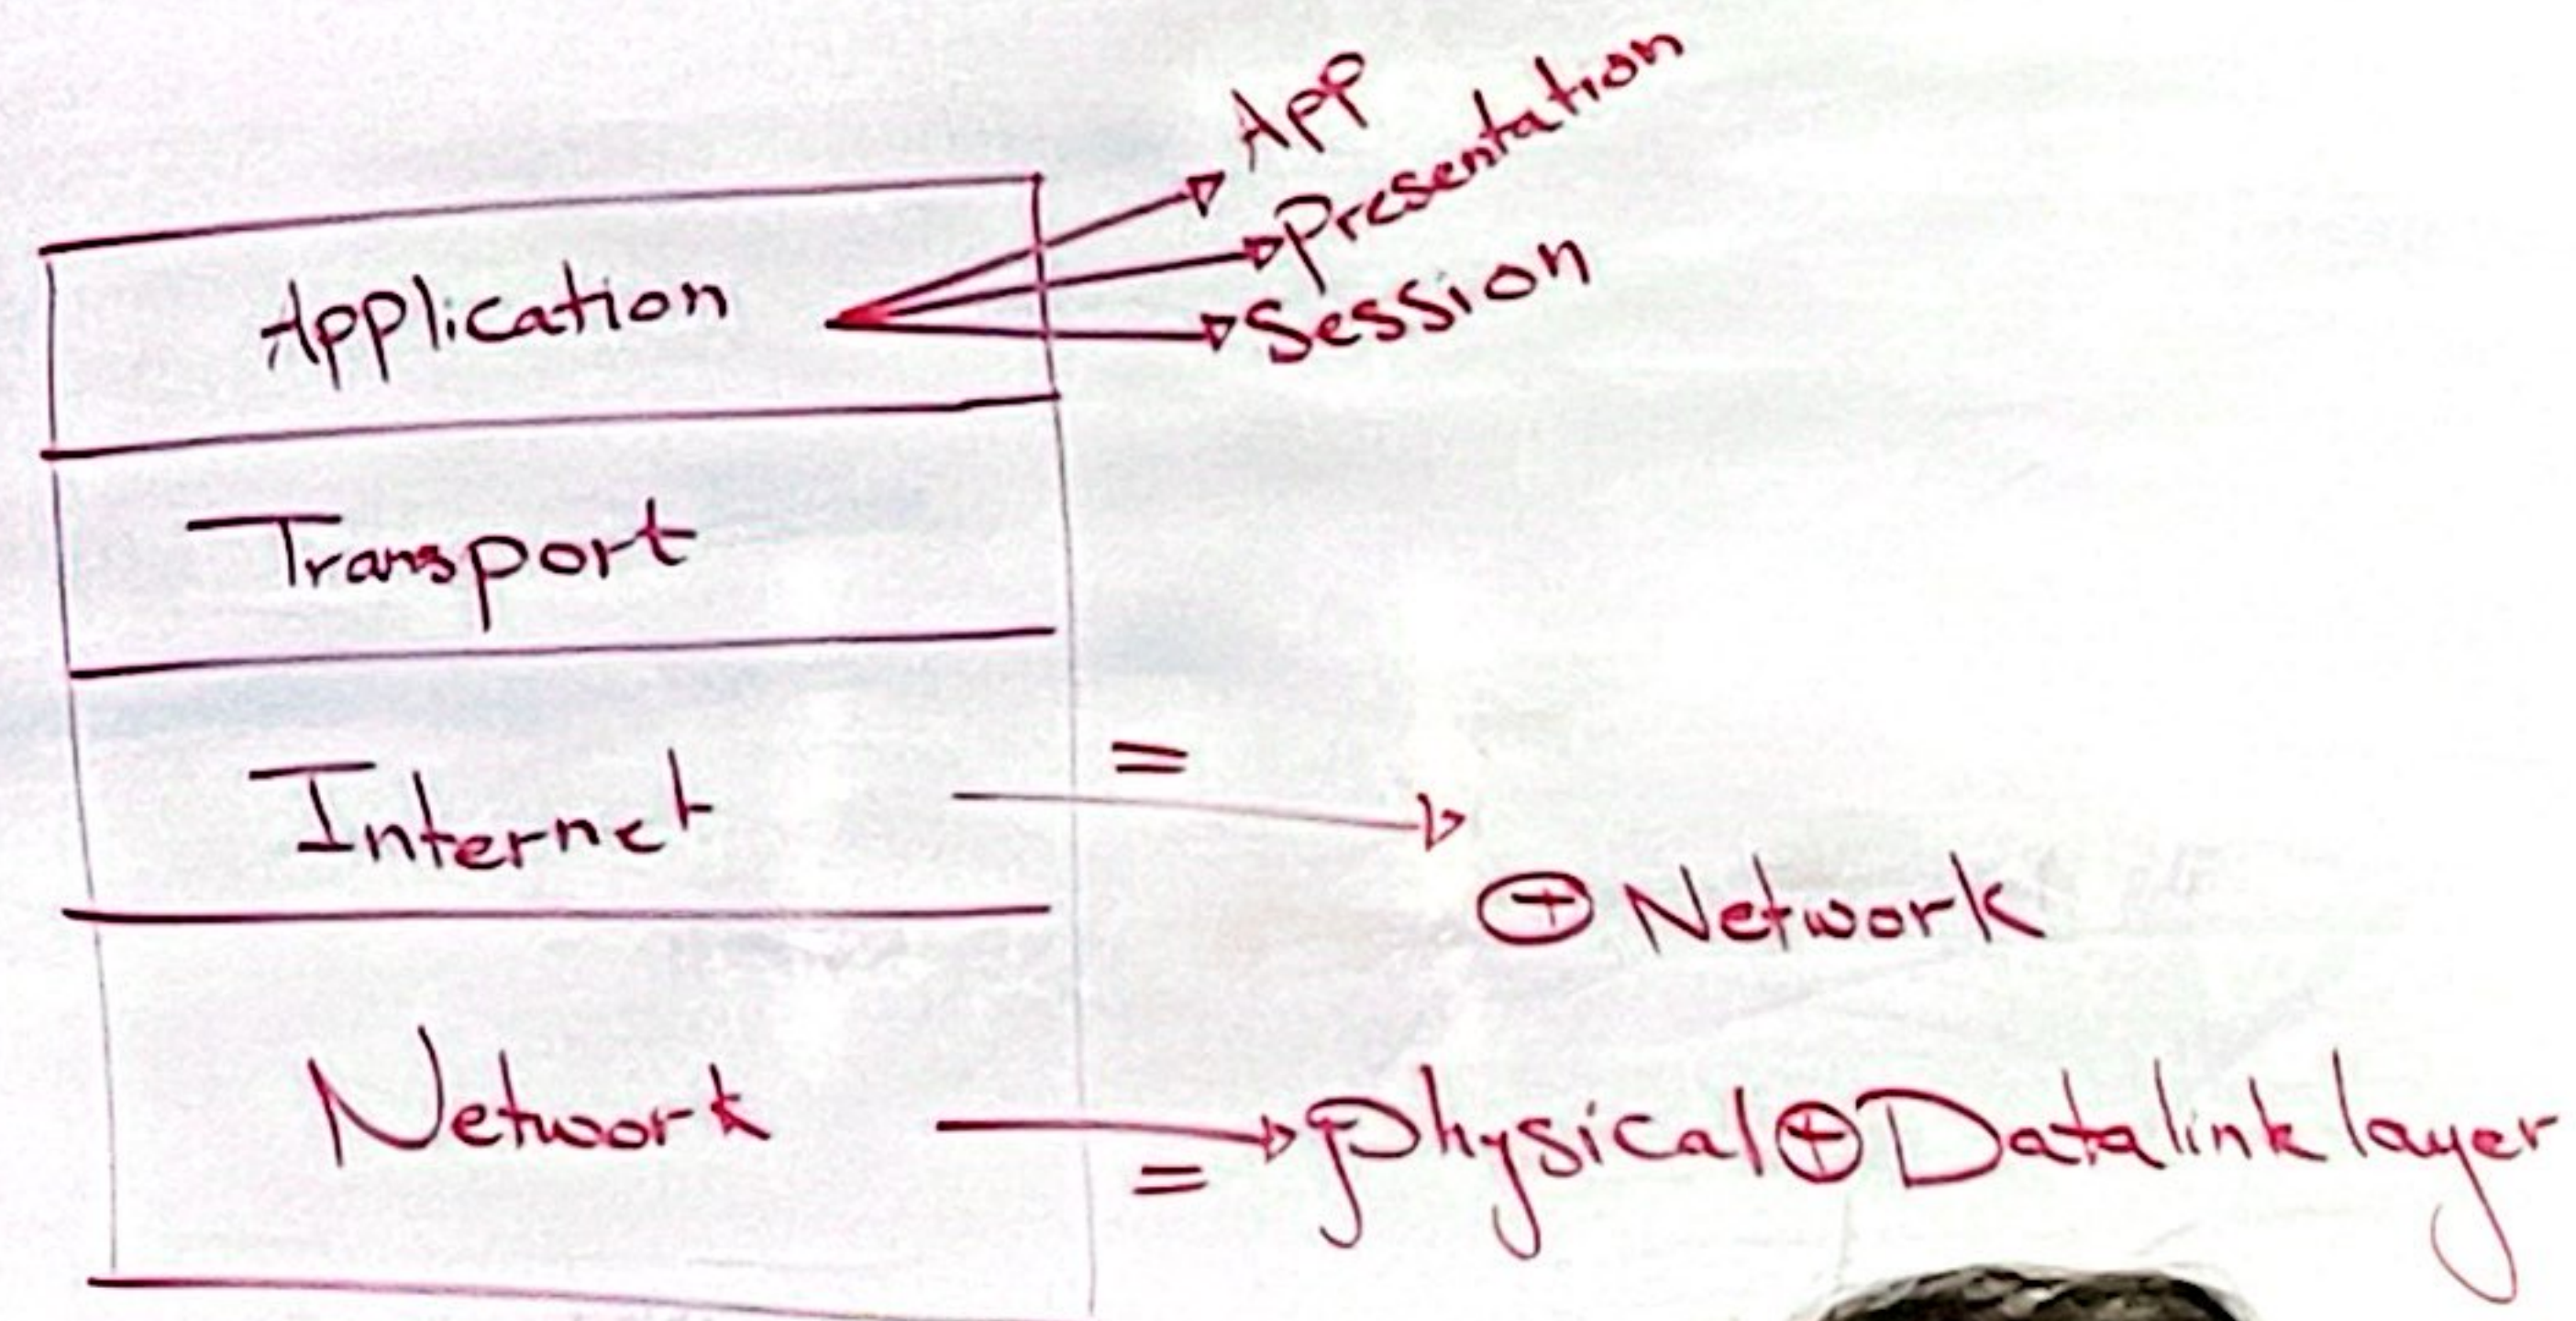 App
Presentation
Application
Session
Transport
=
Internet
⊕ Network
Network
= Physical ⊕ Datalink layer